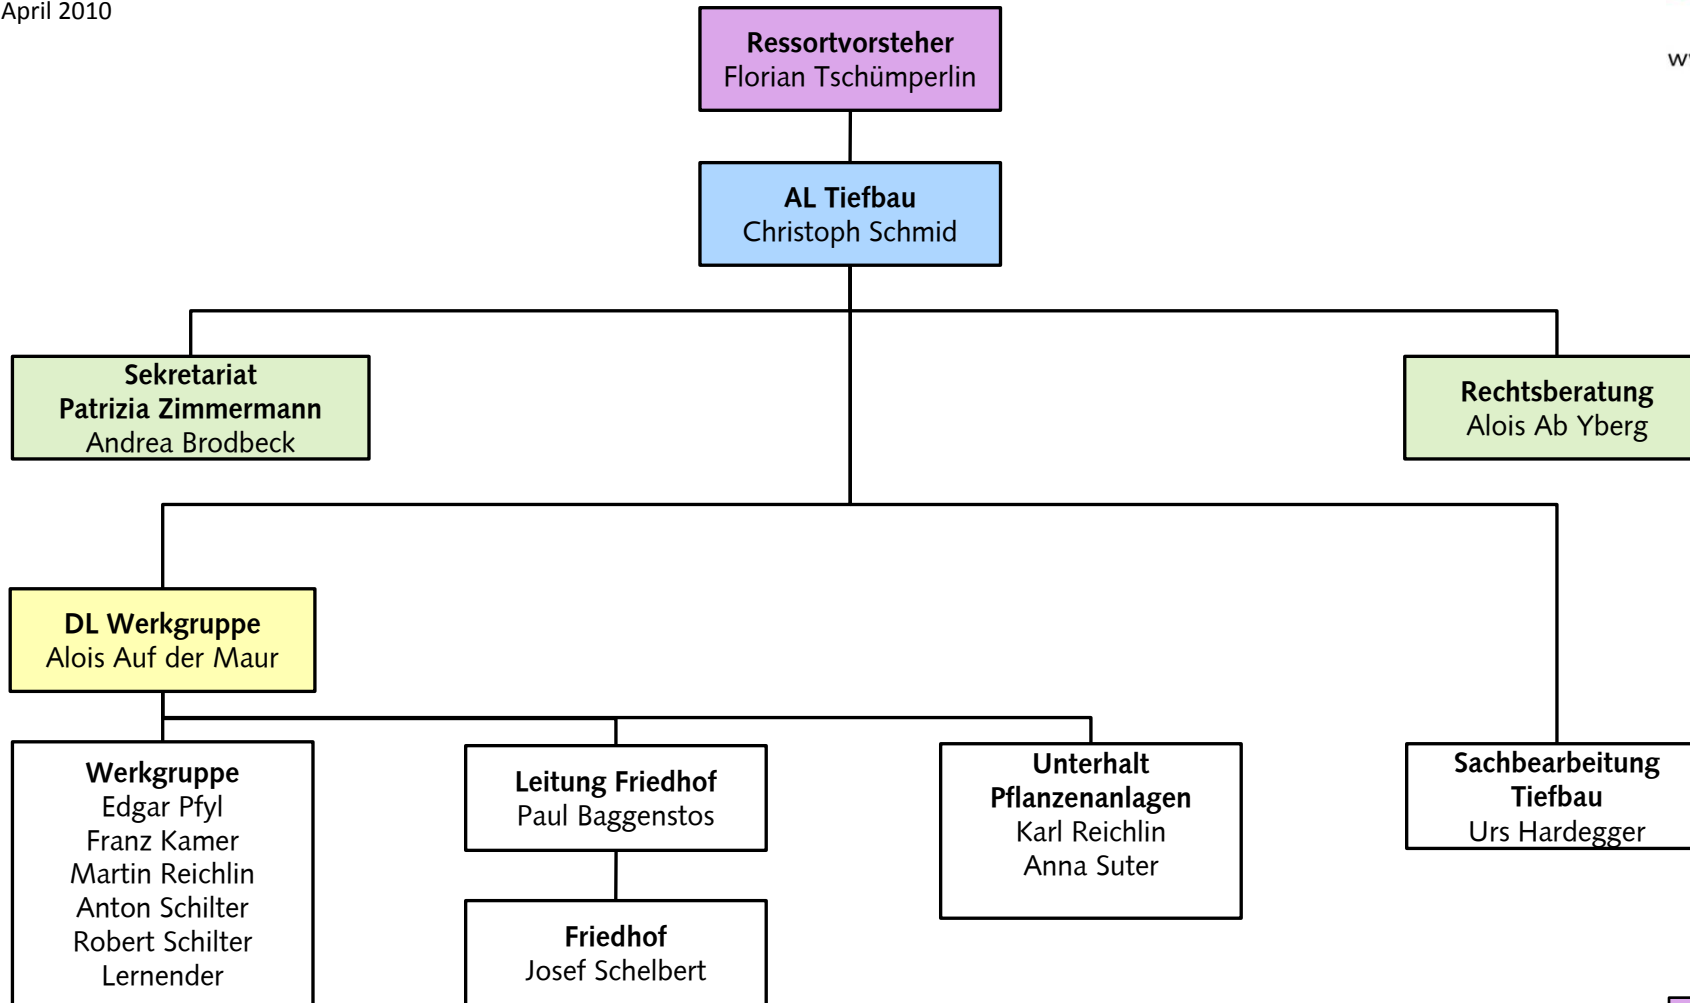 April 2010
Ressortvorsteher
Florian Tschümperlin
AL Tiefbau
Christoph Schmid
Sekretariat
Patrizia Zimmermann
Andrea Brodbeck
Rechtsberatung
Alois Ab Yberg
DL Werkgruppe
Alois Auf der Maur
Werkgruppe
Edgar Pfyl
Franz Kamer
Martin Reichlin
Anton Schilter
Robert Schilter
Lernender
Leitung Friedhof
Paul Baggenstos
Friedhof
Josef Schelbert
Unterhalt
Pflanzenanlagen
Karl Reichlin
Anna Suter
Sachbearbeitung
Tiefbau
Urs Hardegger